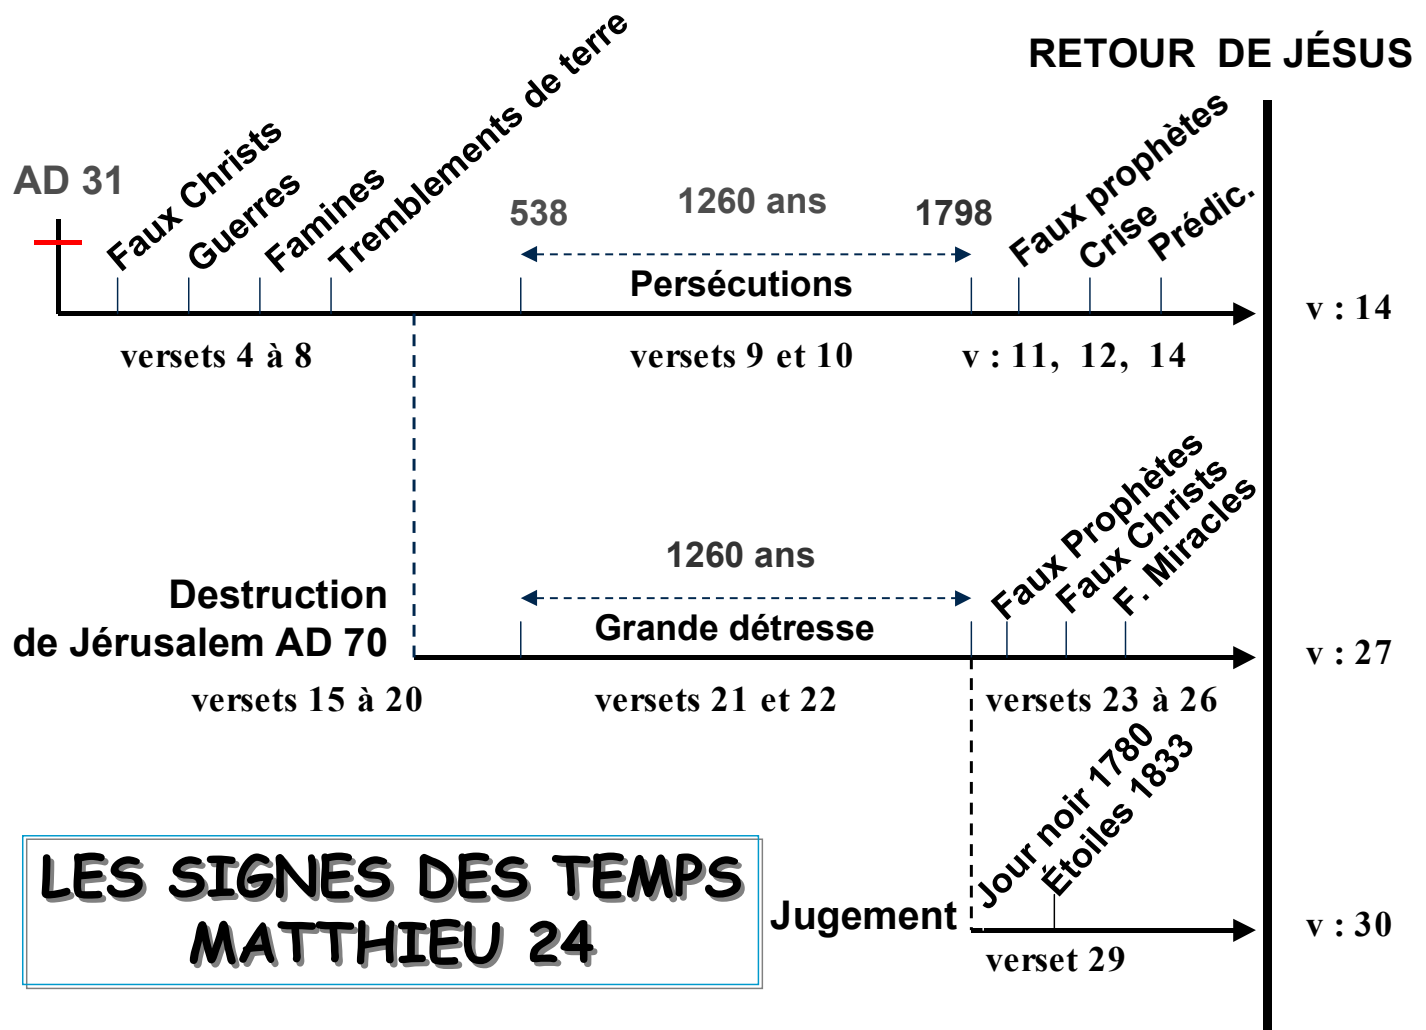 RETOUR DE JÉSUS
AD 31
Faux Christs
Guerres
Famines
Tremblements de terre
538
1260 ans
1798
Faux prophètes
Crise
Prédic.
Persécutions
v : 14
versets 4 à 8
versets 9 et 10
v : 11, 12, 14
Faux Prophètes
Faux Christs
F. Miracles
1260 ans
Destruction
de Jérusalem AD 70
Grande détresse
v : 27
versets 15 à 20
versets 21 et 22
versets 23 à 26
Jour noir 1780
Étoiles 1833
LES SIGNES DES TEMPS
MATTHIEU 24
Jugement
v : 30
verset 29